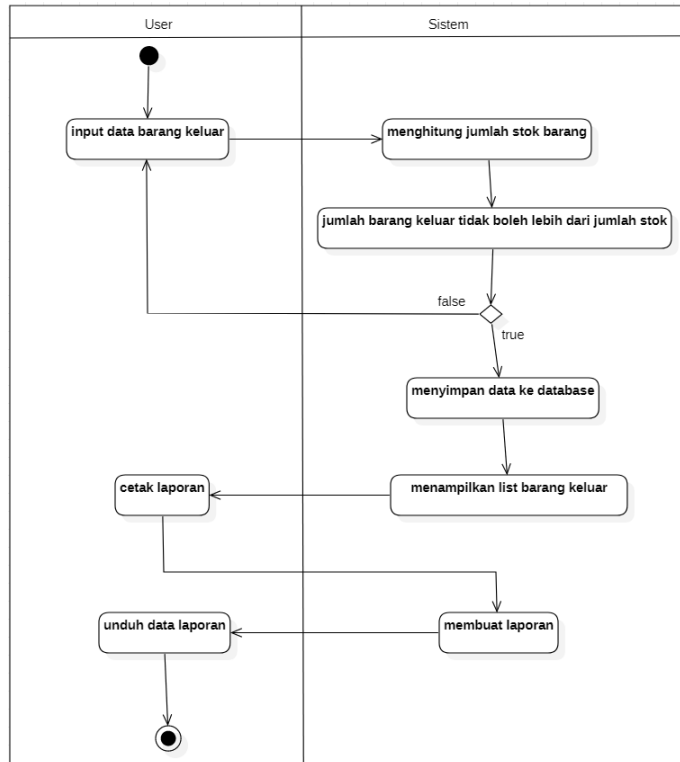 User
Sistem
input data barang keluar
menghitung jumlah stok barang
jumlah barang keluar tidak boleh lebih dari jumlah stok
false
true
menyimpan data ke database
cetak laporan
menampilkan list barang keluar
unduh data laporan
membuat laporan